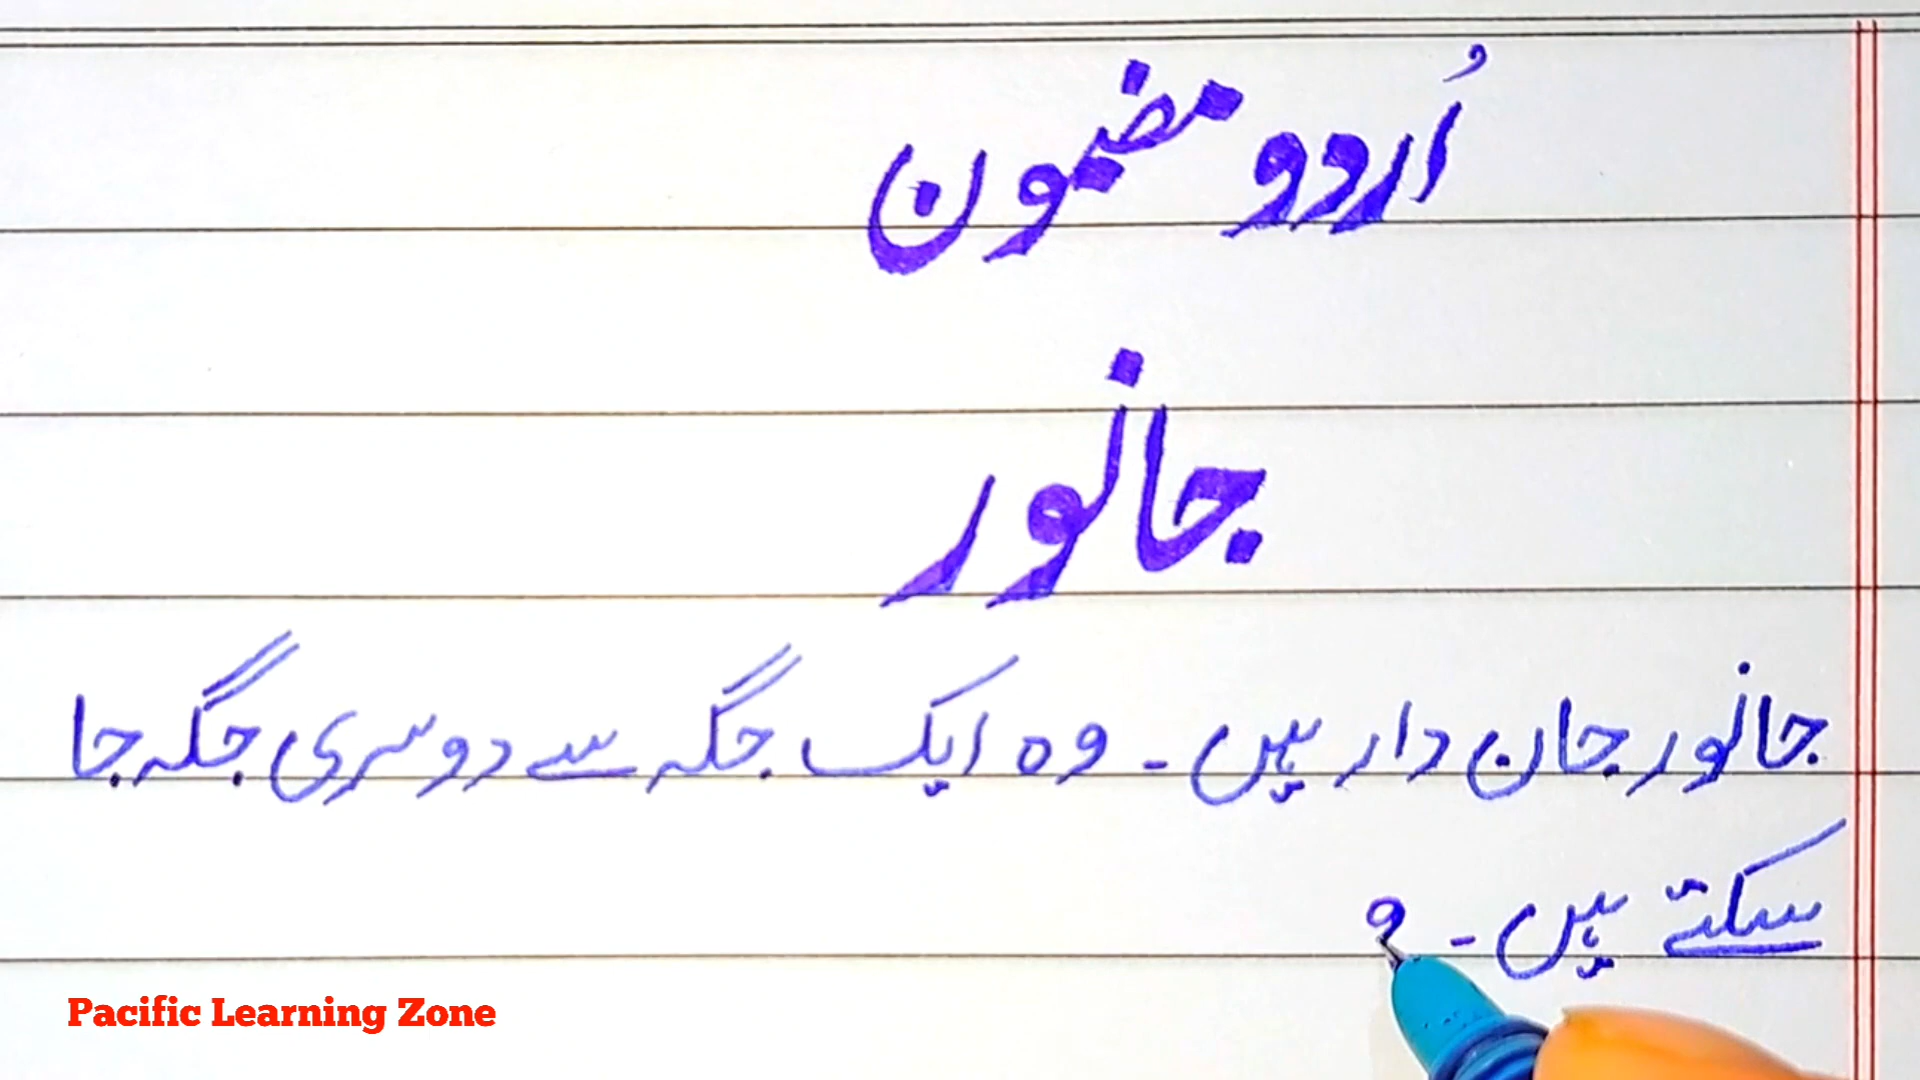 اُردو مضمون
جانور
جانور جان دار ہیں۔ وہ ایک جگہ سے دوسری جگہ جا
سکتے ہیں۔ و
Pacific Learning Zone